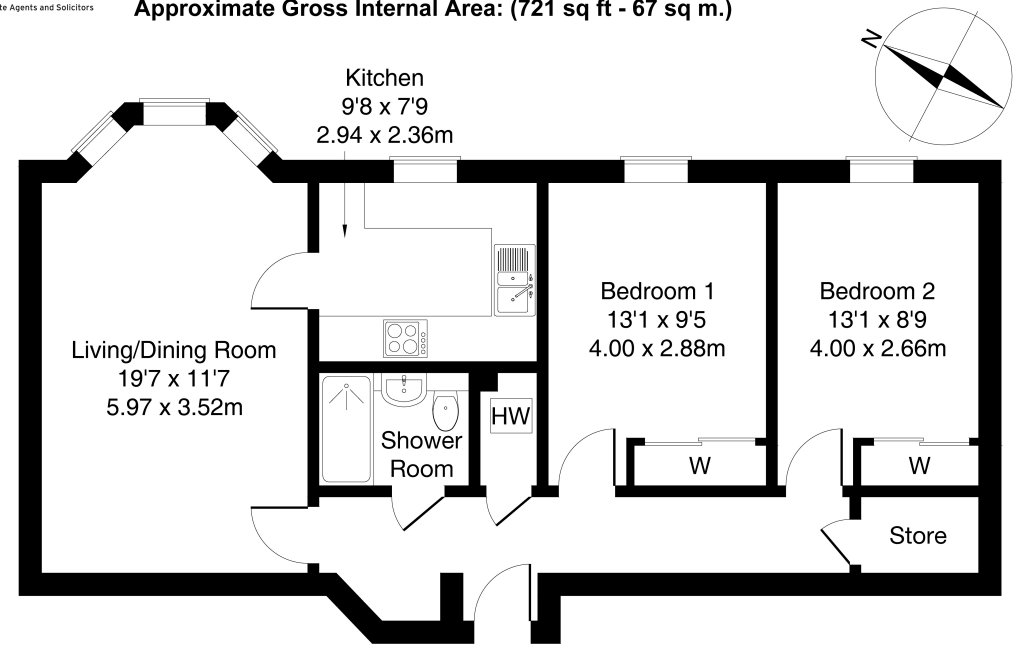 te Agents and Solicitors
Approximate Gross Internal Area: (721 sq ft - 67 sq m.)
N
Kitchen
9'8 x 7'9
2.94 x 2.36m
Living/Dining Room
19'7 x 11'7
5.97 x 3.52m
Bedroom 1
13'1 x 9'5
4.00 x 2.88m
Bedroom 2
13'1 x 8'9
4.00 x 2.66m
HW
Shower
Room
W
W
Store